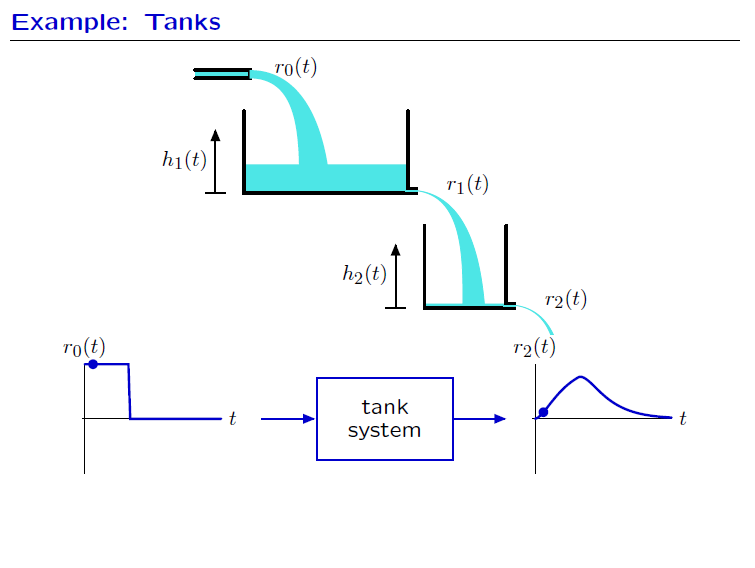 Example: Tanks
r₀(t)
h₁(t)
r₁(t)
h₂(t)
r₂(t)
r₀(t)
r₂(t)
t
tank
system
t